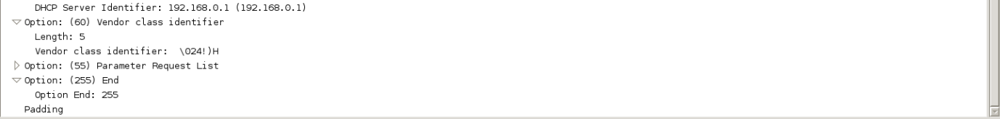 DHCP Server Identifier: 192.168.0.1 (192.168.0.1)
Option: (60) Vendor class identifier
Length: 5
Vendor class identifier:  \024!)H
Option: (55) Parameter Request List
Option: (255) End
Option End: 255
Padding